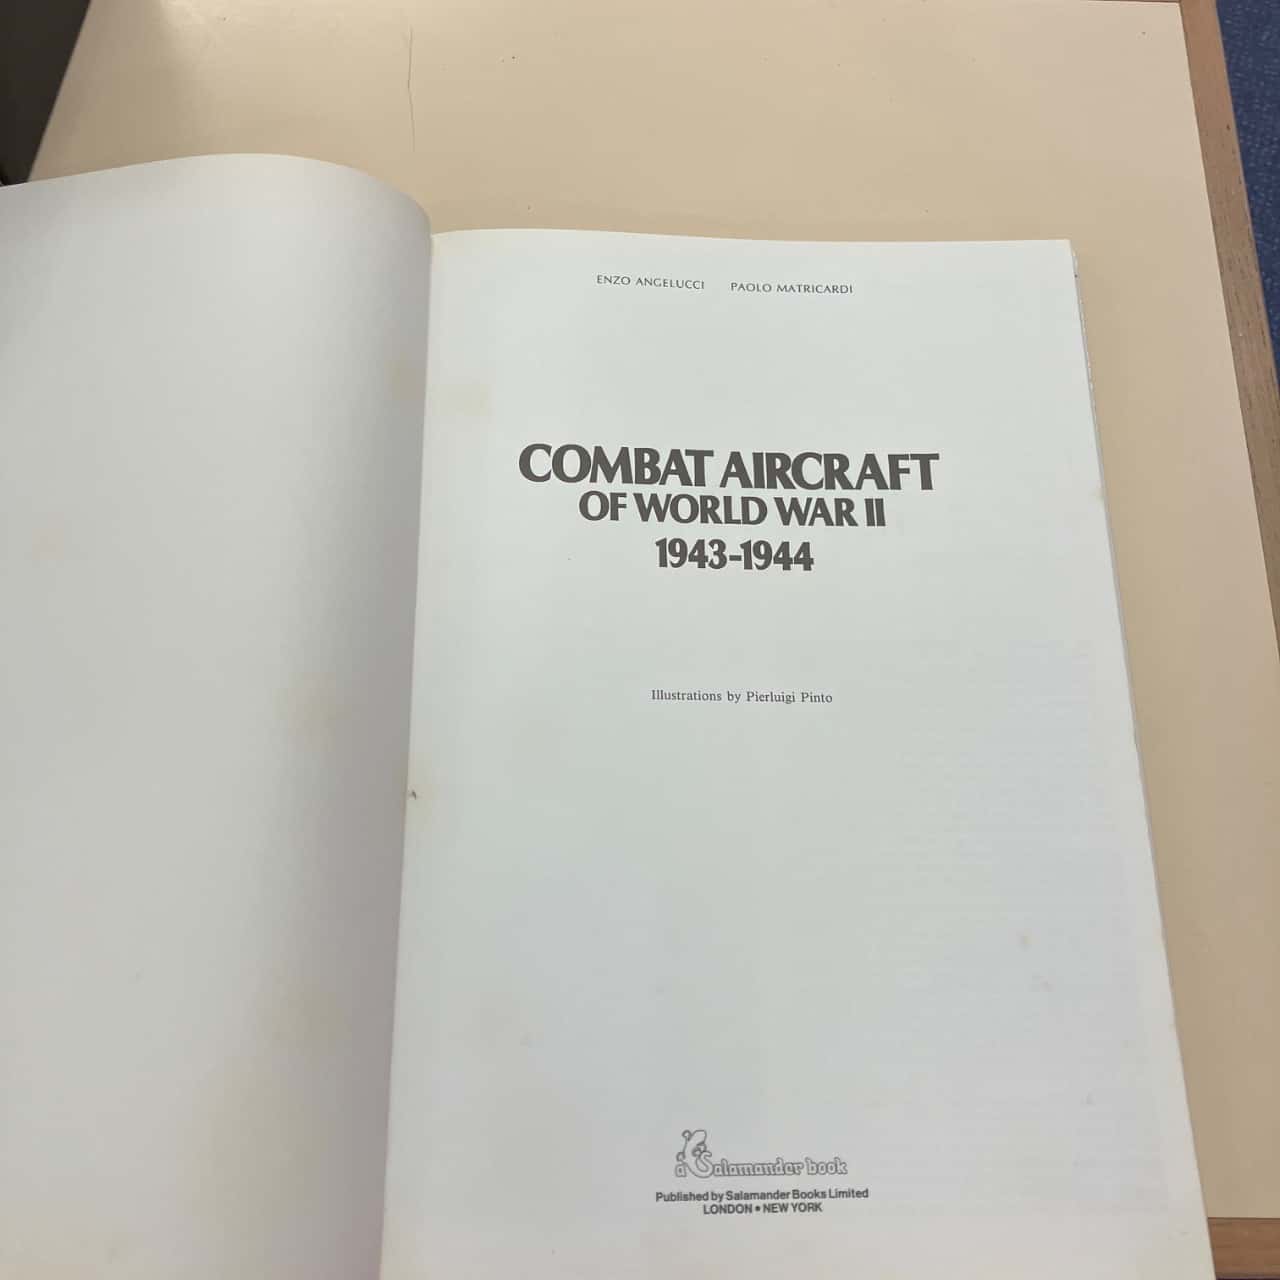 ENZO ANGELUCCI PAOLO MATRICARDI
COMBAT AIRCRAFT
OF WORLD WAR II
1943-1944
Illustrations by Pierluigi Pinto
a Salamander book
Published by Salamander Books Limited
LONDON • NEW YORK